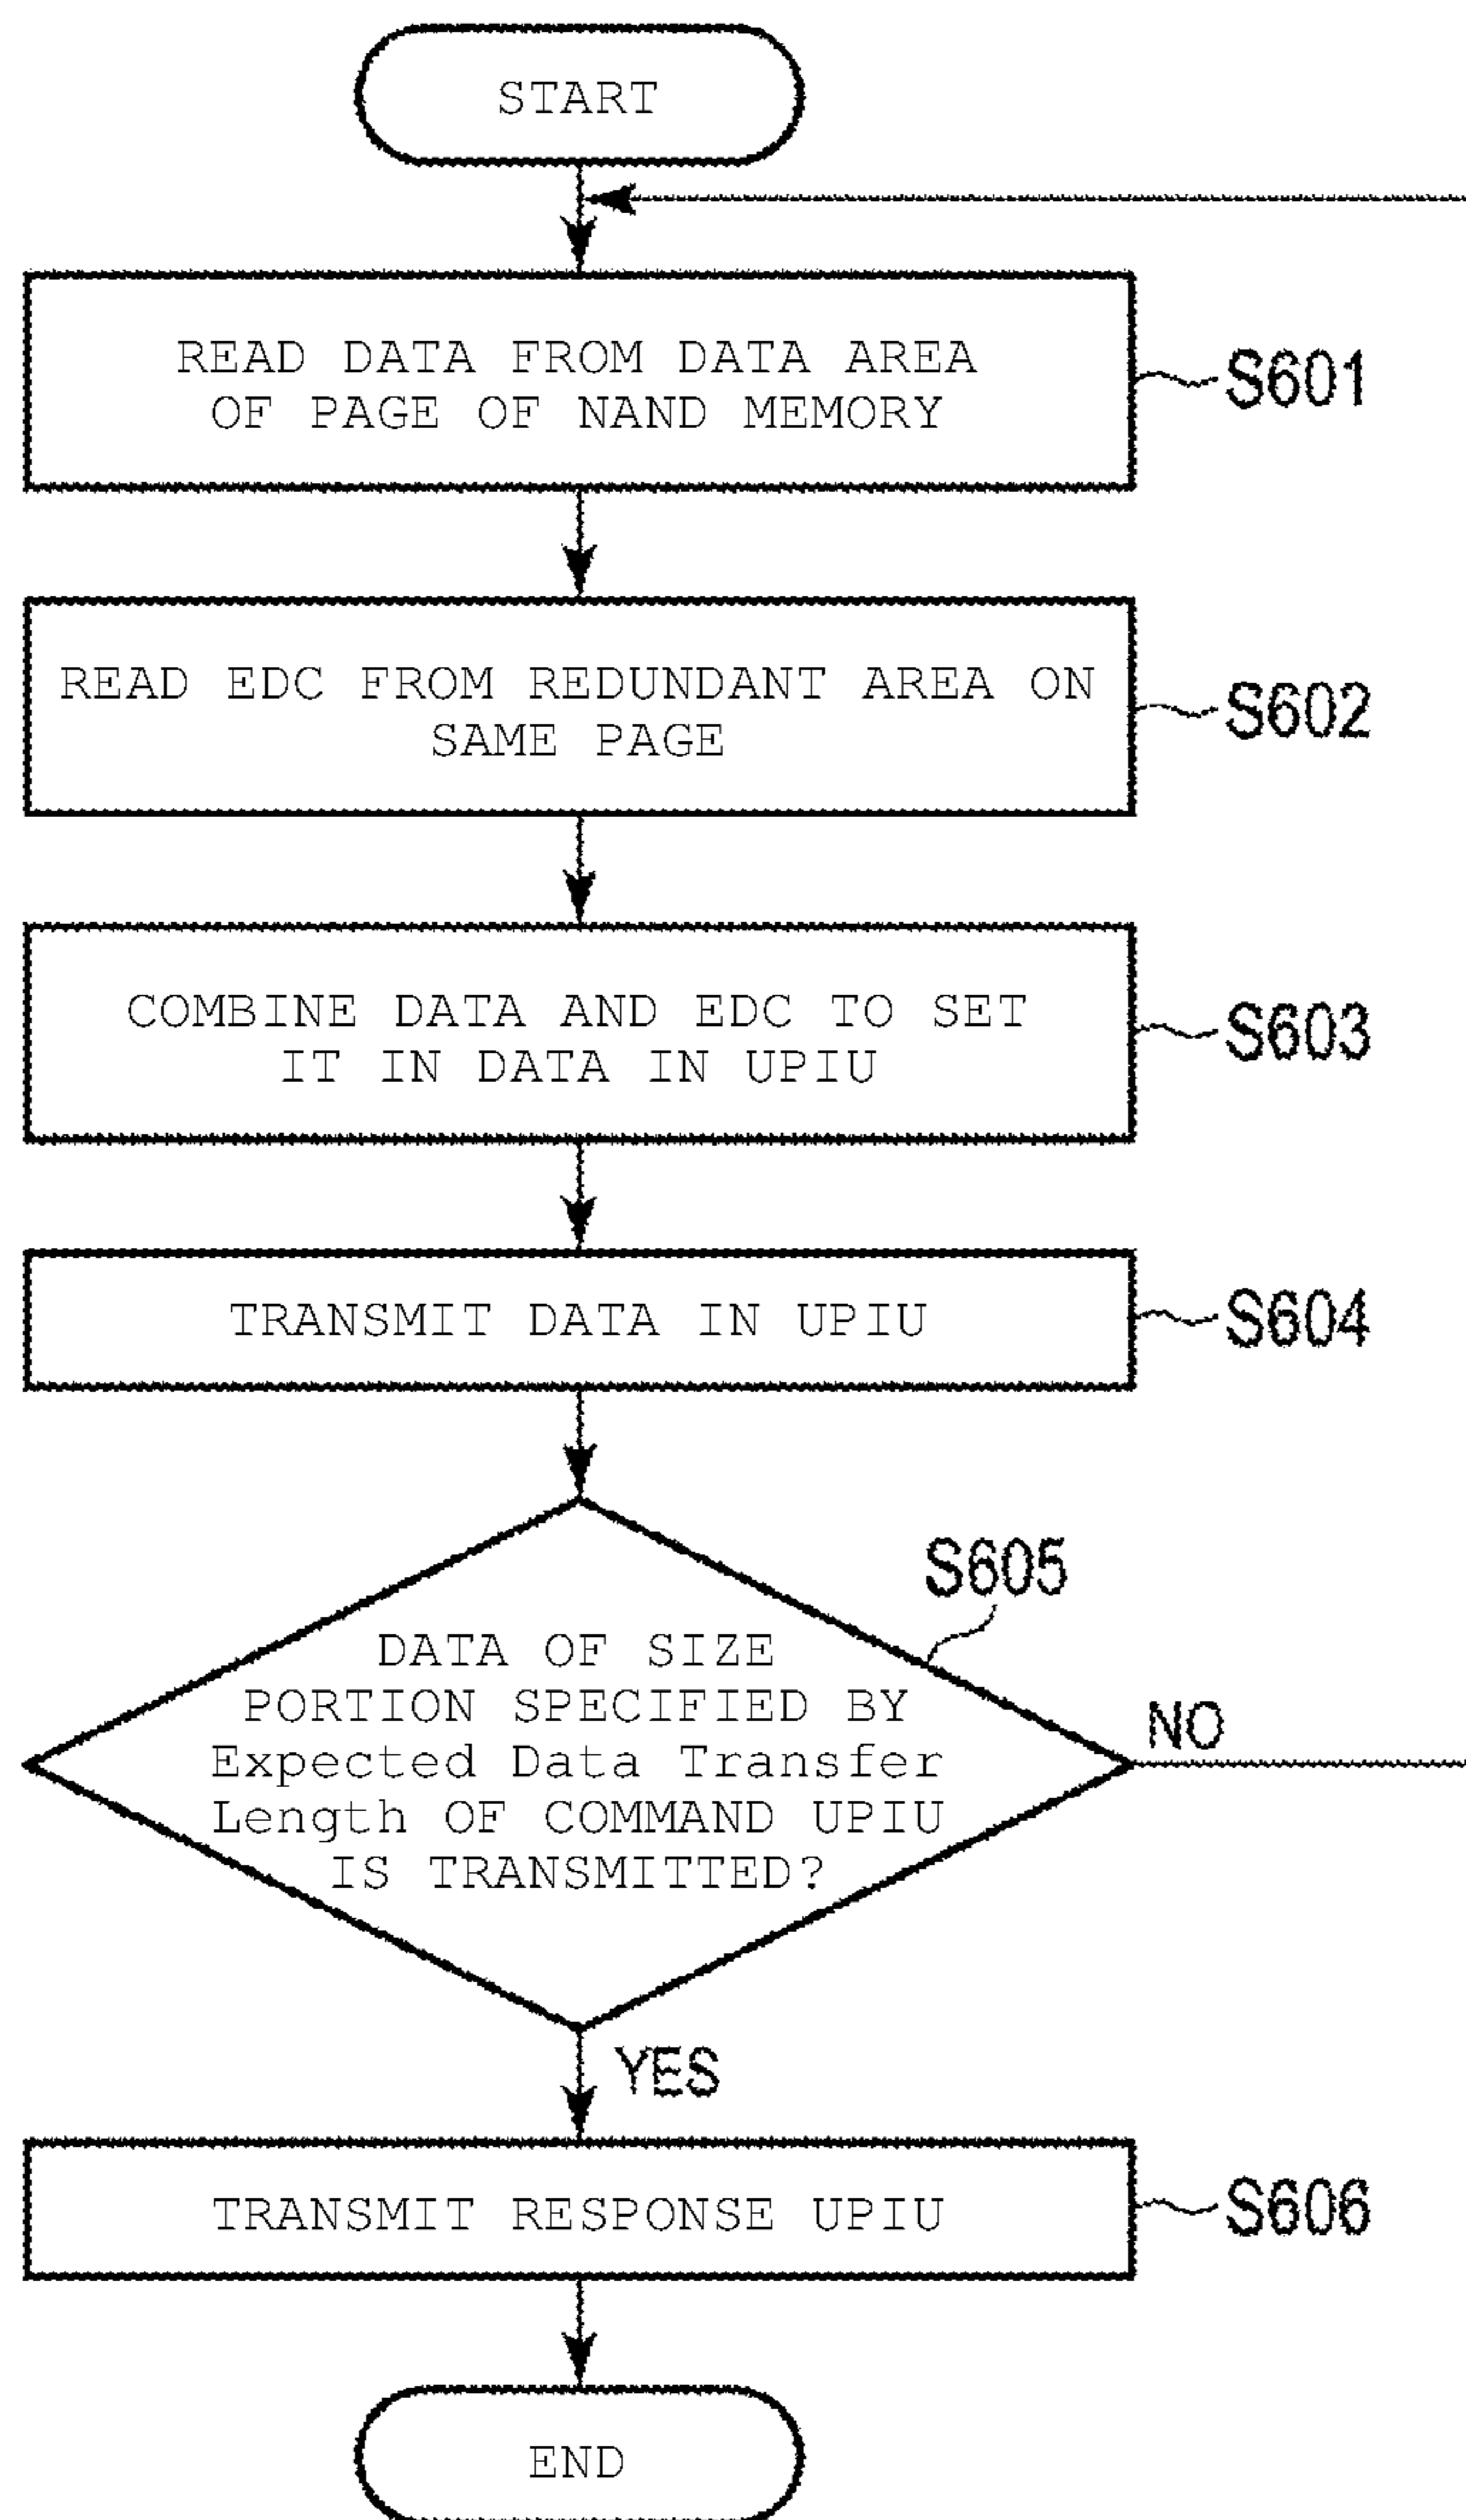 START
READ DATA FROM DATA AREA
OF PAGE OF NAND MEMORY
S601
READ EDC FROM REDUNDANT AREA ON
SAME PAGE
S602
COMBINE DATA AND EDC TO SET
IT IN DATA IN UPIU
S603
TRANSMIT DATA IN UPIU
S604
S605
DATA OF SIZE
PORTION SPECIFIED BY
Expected Data Transfer
Length OF COMMAND UPIU
IS TRANSMITTED?
NO
YES
TRANSMIT RESPONSE UPIU
S606
END